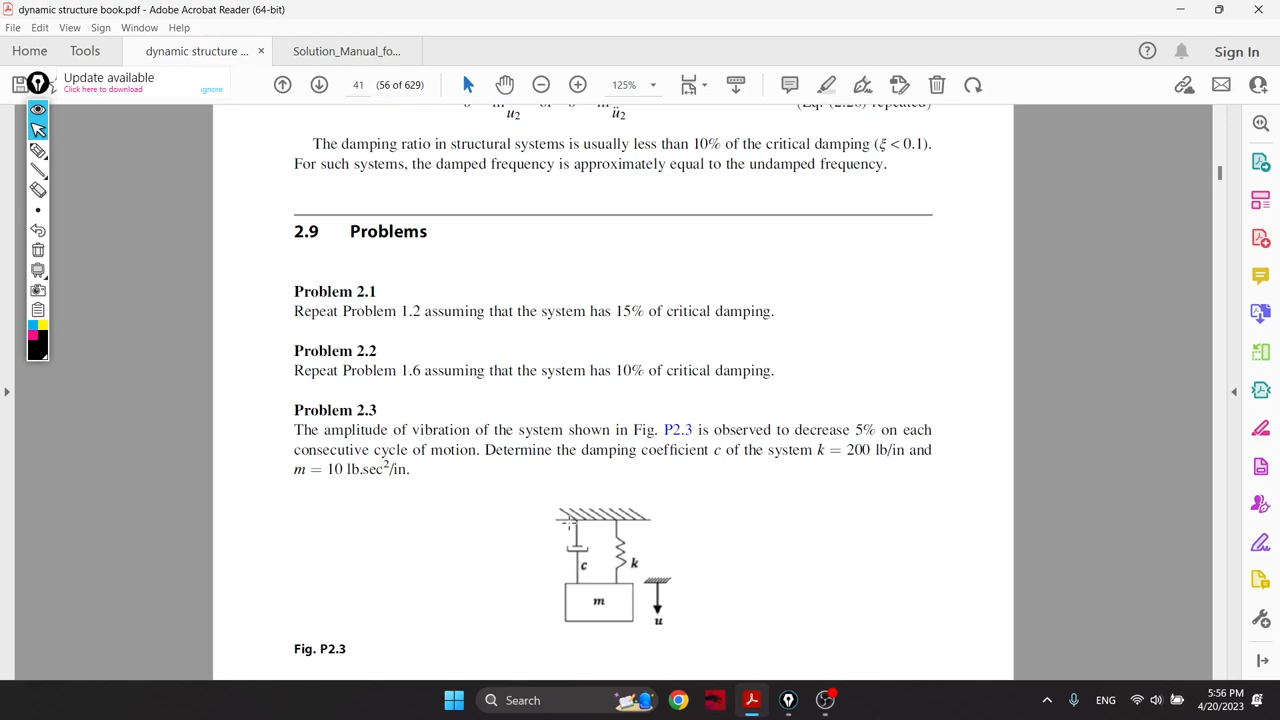 dynamic structure book.pdf - Adobe Acrobat Reader (64-bit)
File Edit View Sign Window Help
Home Tools dynamic structure ... × Solution_Manual_fo... Sign In
Update available
Click here to download ignore
41 (56 of 629) 125%
u₂ ü₂ (Eq. (2.28) repeated)
The damping ratio in structural systems is usually less than 10% of the critical damping (ξ < 0.1).
For such systems, the damped frequency is approximately equal to the undamped frequency.
2.9 Problems
Problem 2.1
Repeat Problem 1.2 assuming that the system has 15% of critical damping.
Problem 2.2
Repeat Problem 1.6 assuming that the system has 10% of critical damping.
Problem 2.3
The amplitude of vibration of the system shown in Fig. P2.3 is observed to decrease 5% on each
consecutive cycle of motion. Determine the damping coefficient c of the system k = 200 lb/in and
m = 10 lb.sec²/in.
c
k
m
u
Fig. P2.3
Search
ENG
5:56 PM
4/20/2023